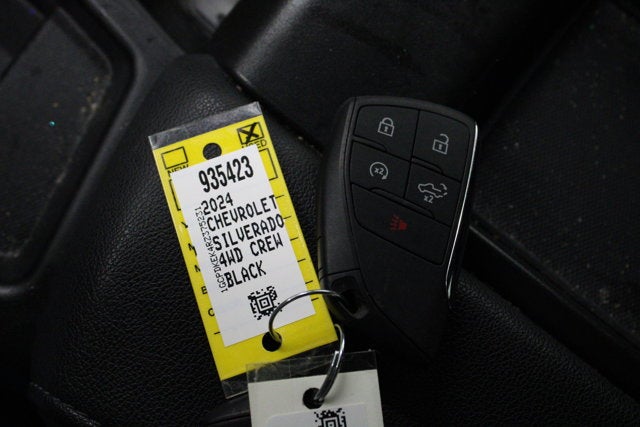 935423
2024
CHEVROLET
SILVERADO
4WD CREW
BLACK
x2
x2